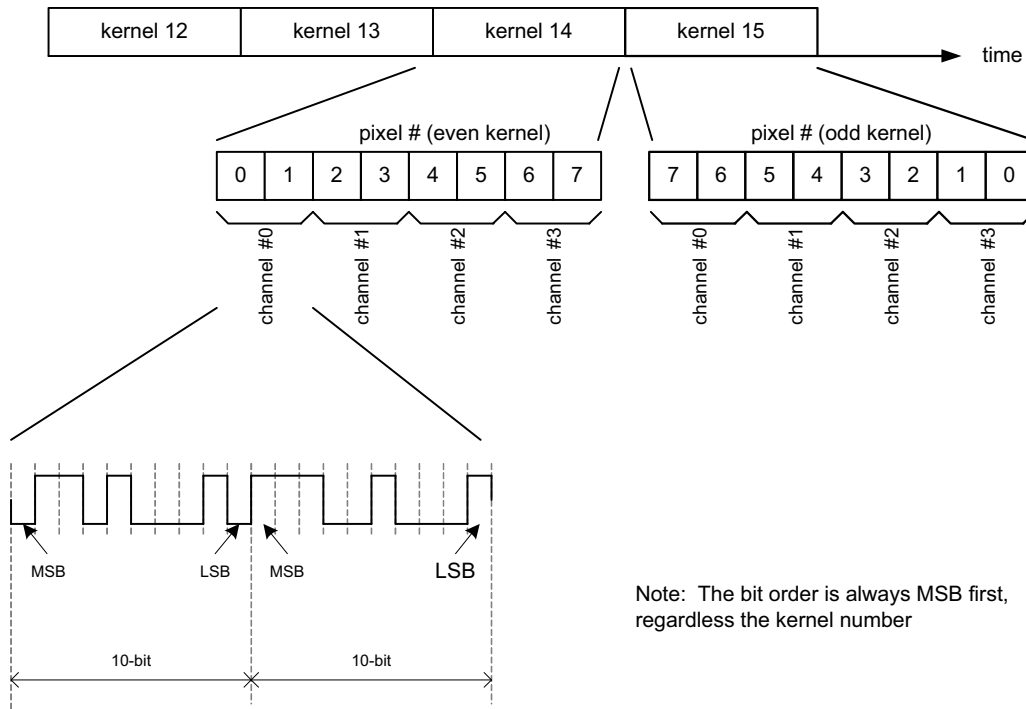 kernel 12 kernel 13 kernel 14 kernel 15
time
pixel # (even kernel) pixel # (odd kernel)
0 1 2 3 4 5 6 7 7 6 5 4 3 2 1 0
channel #0 channel #1 channel #2 channel #3 channel #0 channel #1 channel #2 channel #3
MSB LSB MSB LSB
Note: The bit order is always MSB first,
regardless the kernel number
10-bit 10-bit